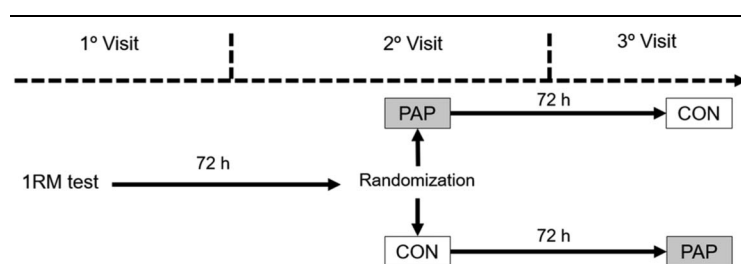 1º Visit
2º Visit
3º Visit
PAP
72 h
CON
1RM test
72 h
Randomization
CON
72 h
PAP